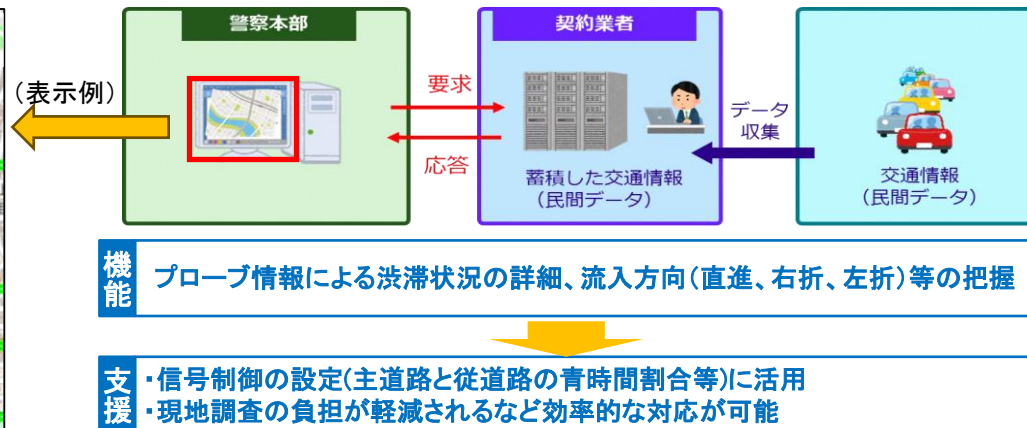 警察本部
契約業者
(表示例)
要求
応答
データ
収集
蓄積した交通情報
(民間データ)
交通情報
(民間データ)
機能
プローブ情報による渋滞状況の詳細、流入方向(直進、右折、左折)等の把握
支援
・信号制御の設定(主道路と従道路の青時間割合等)に活用
・現地調査の負担が軽減されるなど効率的な対応が可能